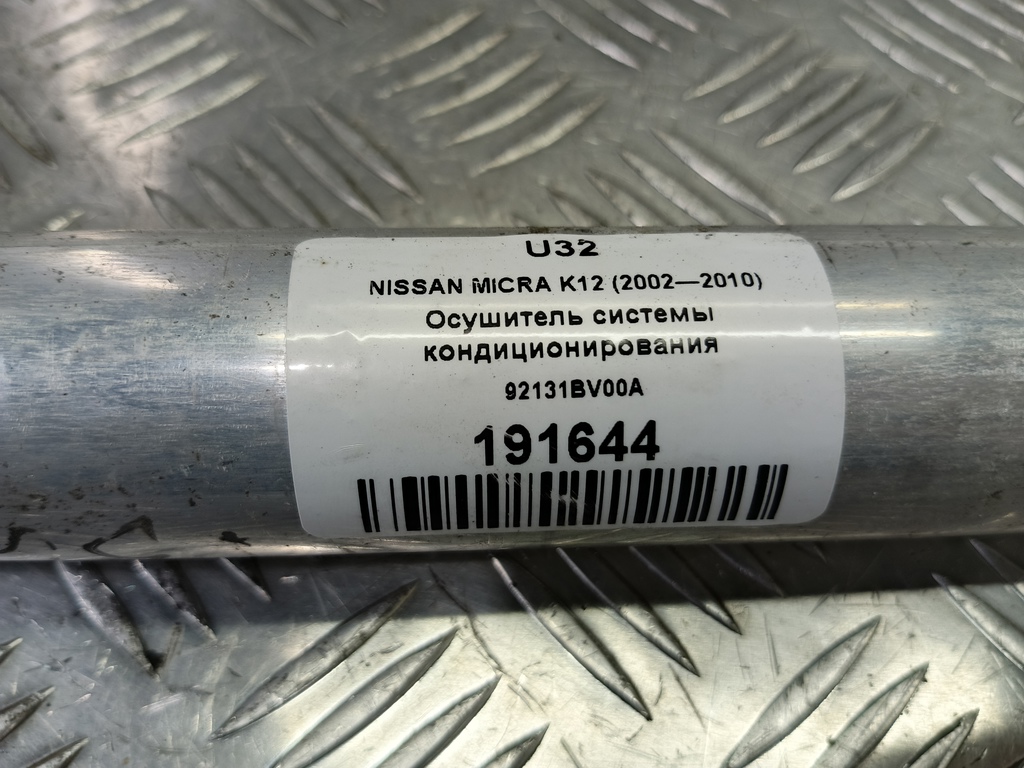 U32
NISSAN MICRA K12 (2002—2010)
Осушитель системы
кондиционирования
92131BV00A
191644